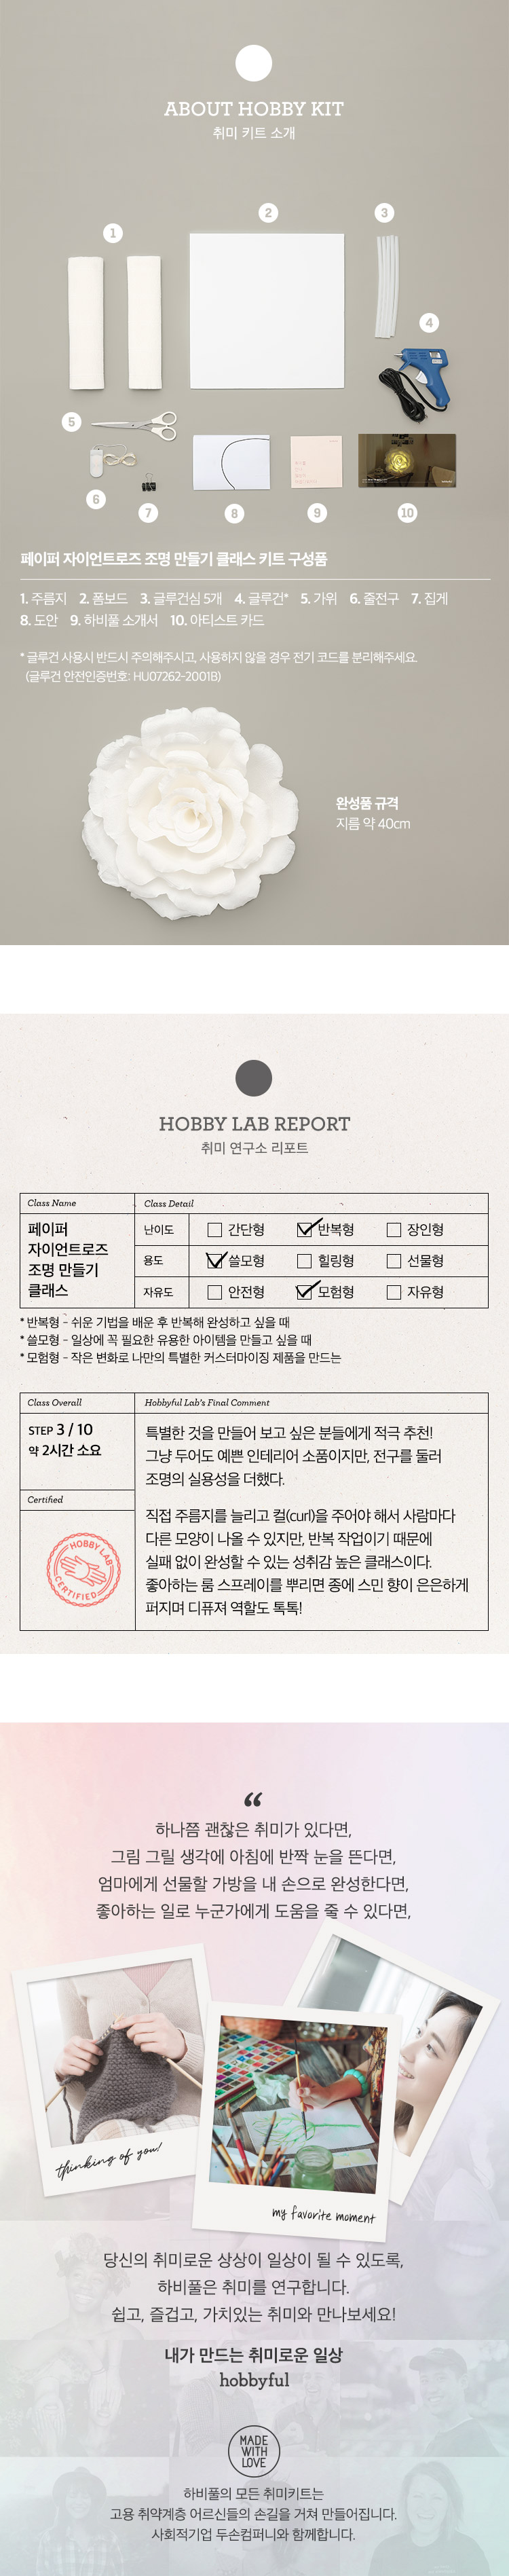 ABOUT HOBBY KIT
취미 키트 소개
1
2
3
4
5
6
7
8
9
10
페이퍼 자이언트로즈 조명 만들기 클래스 키트 구성품
1. 주름지 2. 폼보드 3. 글루건심 5개 4. 글루건* 5. 가위 6. 줄전구 7. 집게
8. 도안 9. 하비풀 소개서 10. 아티스트 카드
* 글루건 사용시 반드시 주의해주시고, 사용하지 않을 경우 전기 코드를 분리해주세요.
(글루건 안전인증번호: HU07262-2001B)
완성품 규격
지름 약 40cm
HOBBY LAB REPORT
취미 연구소 리포트
Class Name
Class Detail
페이퍼
자이언트로즈
조명 만들기
클래스
난이도 간단형 반복형 장인형
용도 쓸모형 힐링형 선물형
자유도 안전형 모험형 자유형
* 반복형 - 쉬운 기법을 배운 후 반복해 완성하고 싶을 때
* 쓸모형 - 일상에 꼭 필요한 유용한 아이템을 만들고 싶을 때
* 모험형 - 작은 변화로 나만의 특별한 커스터마이징 제품을 만드는
Class Overall
Hobbyful Lab's Final Comment
STEP 3 / 10
약 2시간 소요
Certified
HOBBY LAB
CERTIFIED
특별한 것을 만들어 보고 싶은 분들에게 적극 추천!
그냥 두어도 예쁜 인테리어 소품이지만, 전구를 둘러
조명의 실용성을 더했다.
직접 주름지를 늘리고 컬(curl)을 주어야 해서 사람마다
다른 모양이 나올 수 있지만, 반복 작업이기 때문에
실패 없이 완성할 수 있는 성취감 높은 클래스이다.
좋아하는 룸 스프레이를 뿌리면 종에 스민 향이 은은하게
퍼지며 디퓨져 역할도 톡톡!
“
하나쯤 괜찮은 취미가 있다면,
그림 그릴 생각에 아침에 반짝 눈을 뜬다면,
엄마에게 선물할 가방을 내 손으로 완성한다면,
좋아하는 일로 누군가에게 도움을 줄 수 있다면,
thinking of you!
my favorite moment
당신의 취미로운 상상이 일상이 될 수 있도록,
하비풀은 취미를 연구합니다.
쉽고, 즐겁고, 가치있는 취미와 만나보세요!
내가 만드는 취미로운 일상
hobbyful
MADE
WITH
LOVE
하비풀의 모든 취미키트는
고용 취약계층 어르신들의 손길을 거쳐 만들어집니다.
사회적기업 두손컴퍼니와 함께합니다.